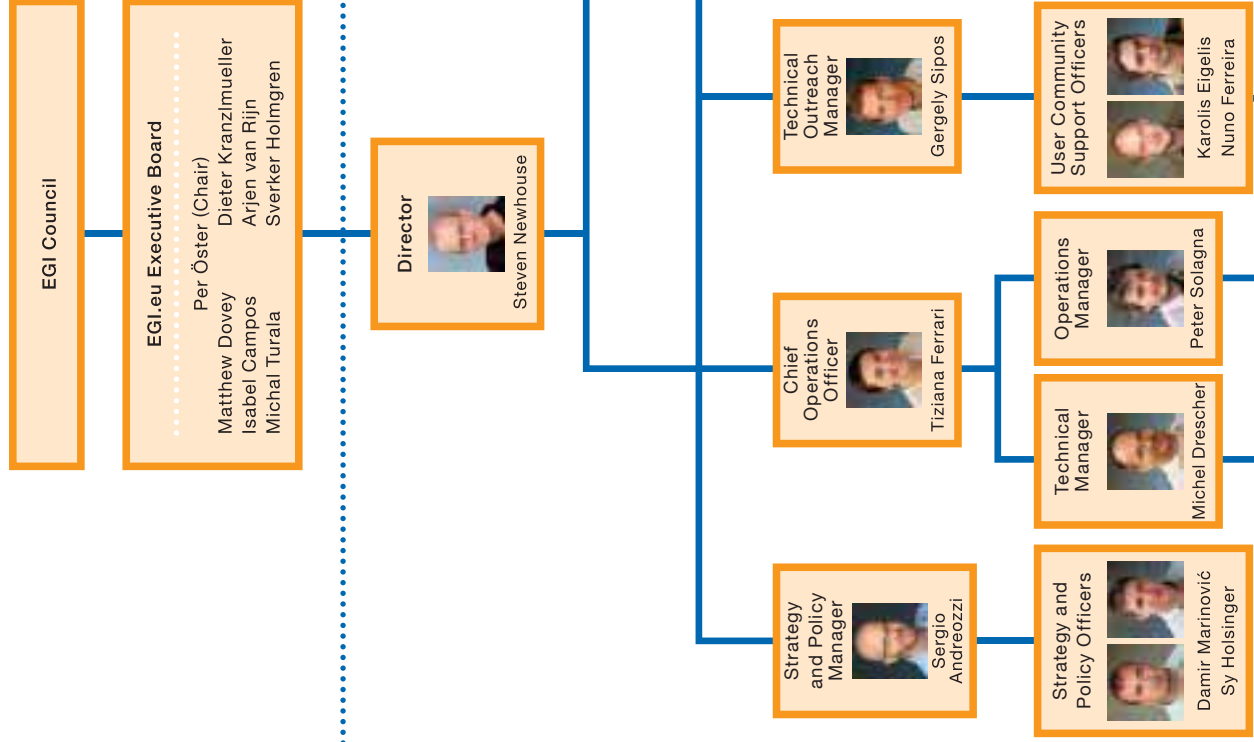 EGI Council
EGI.eu Executive Board
Per Öster (Chair)
Matthew Dovey
Isabel Campos
Michal Turala
Dieter Kranzlmueller
Arjen van Rijn
Sverker Holmgren
Director
Steven Newhouse
Strategy
and Policy
Manager
Sergio
Andreozzi
Chief
Operations
Officer
Tiziana Ferrari
Technical
Outreach
Manager
Gergely Sipos
Strategy and
Policy Officers
Damir Marinović
Sy Holsinger
Technical
Manager
Michel Drescher
Operations
Manager
Peter Solagna
User Community
Support Officers
Karolis Eigelis
Nuno Ferreira